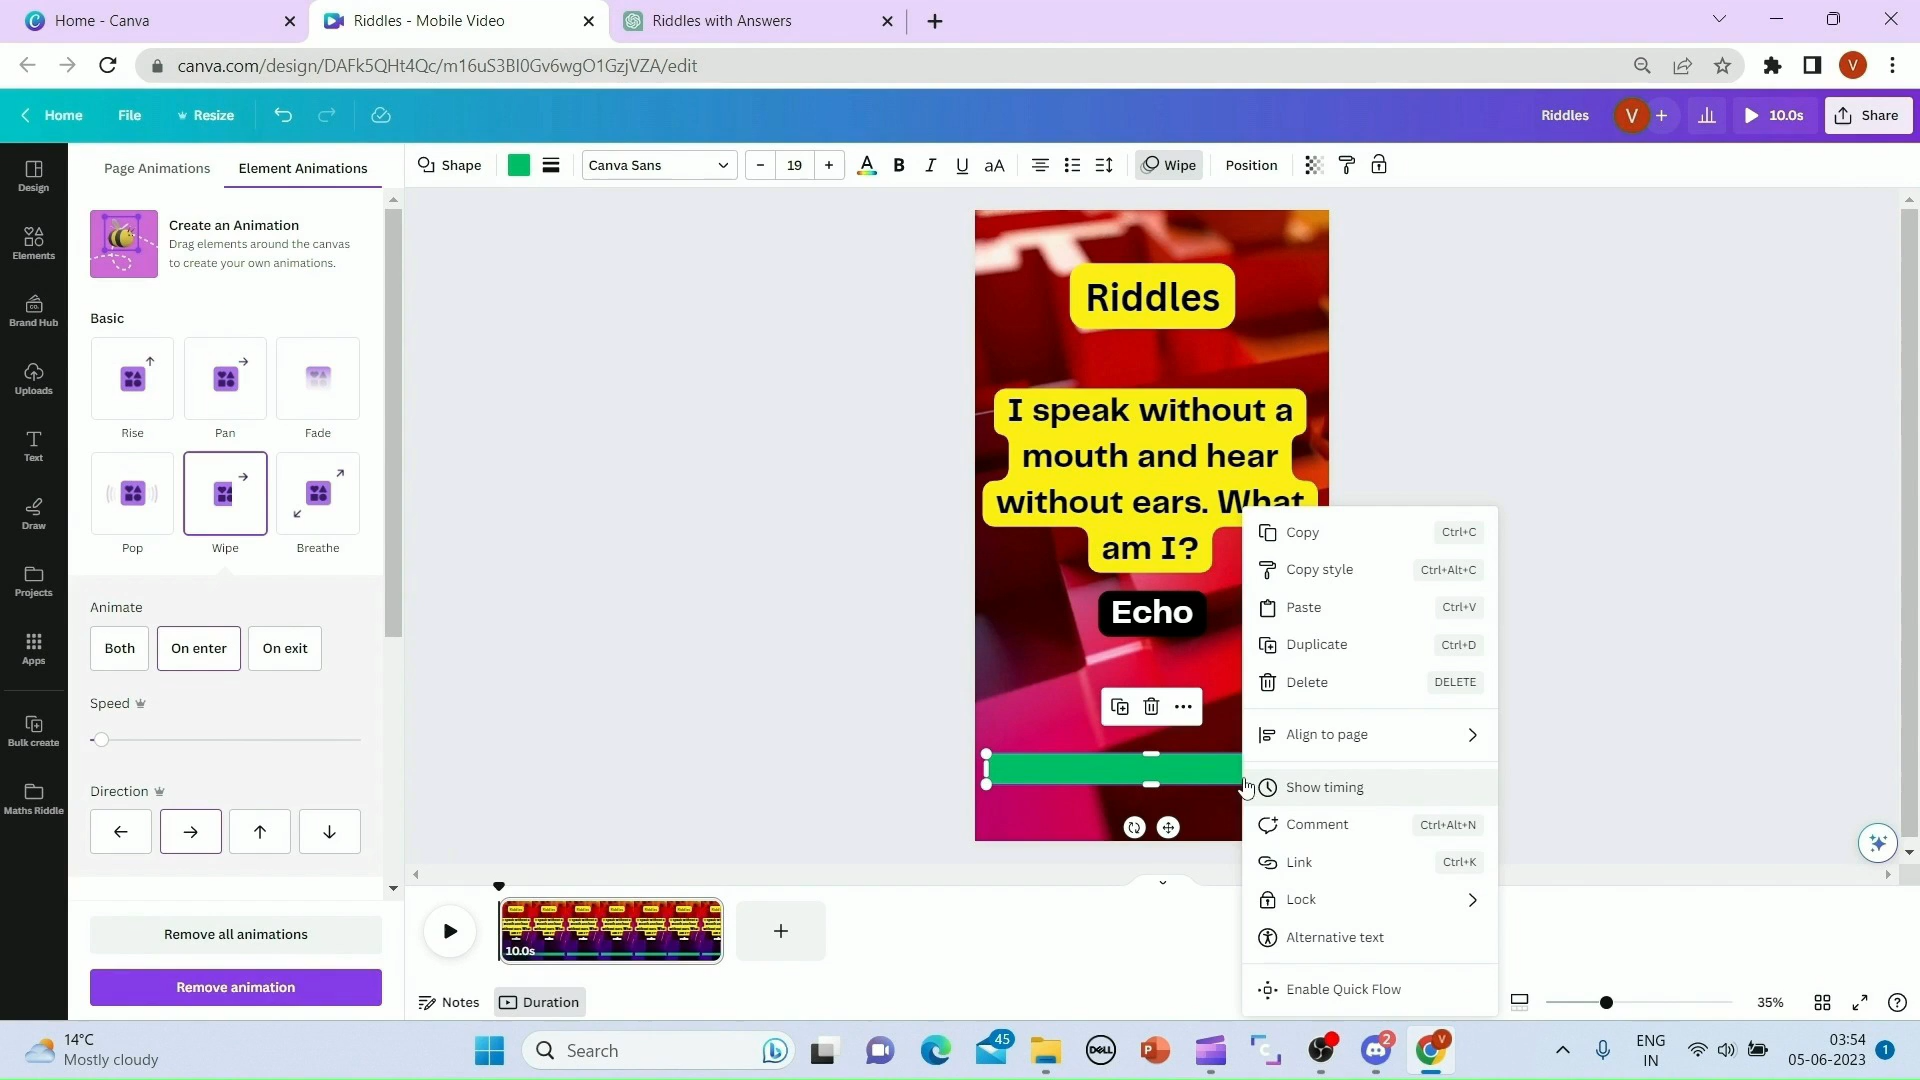 Home - Canva
Riddles - Mobile Video
Riddles with Answers
canva.com/design/DAFk5QHt4Qc/m16uS3Bl0Gv6wgO1GzjVZA/edit
V
Home
File
Resize
Riddles
V
10.0s
Share
Page Animations
Element Animations
Shape
Canva Sans
19
B
I
U
aA
Wipe
Position
Design
Elements
Brand Hub
Uploads
Text
Draw
Projects
Apps
Bulk create
Maths Riddle
Create an Animation
Drag elements around the canvas
to create your own animations.
Basic
Rise
Pan
Fade
Pop
Wipe
Breathe
Animate
Both
On enter
On exit
Speed
Direction
Remove all animations
Remove animation
Riddles
I speak without a
mouth and hear
without ears. What
am I?
Echo
Copy
Ctrl+C
Copy style
Ctrl+Alt+C
Paste
Ctrl+V
Duplicate
Ctrl+D
Delete
DELETE
Align to page
Show timing
Comment
Ctrl+Alt+N
Link
Ctrl+K
Lock
Alternative text
Enable Quick Flow
10.0s
Notes
Duration
35%
14°C
Mostly cloudy
Search
45
DELL
2
V
ENG
IN
03:54
05-06-2023
1